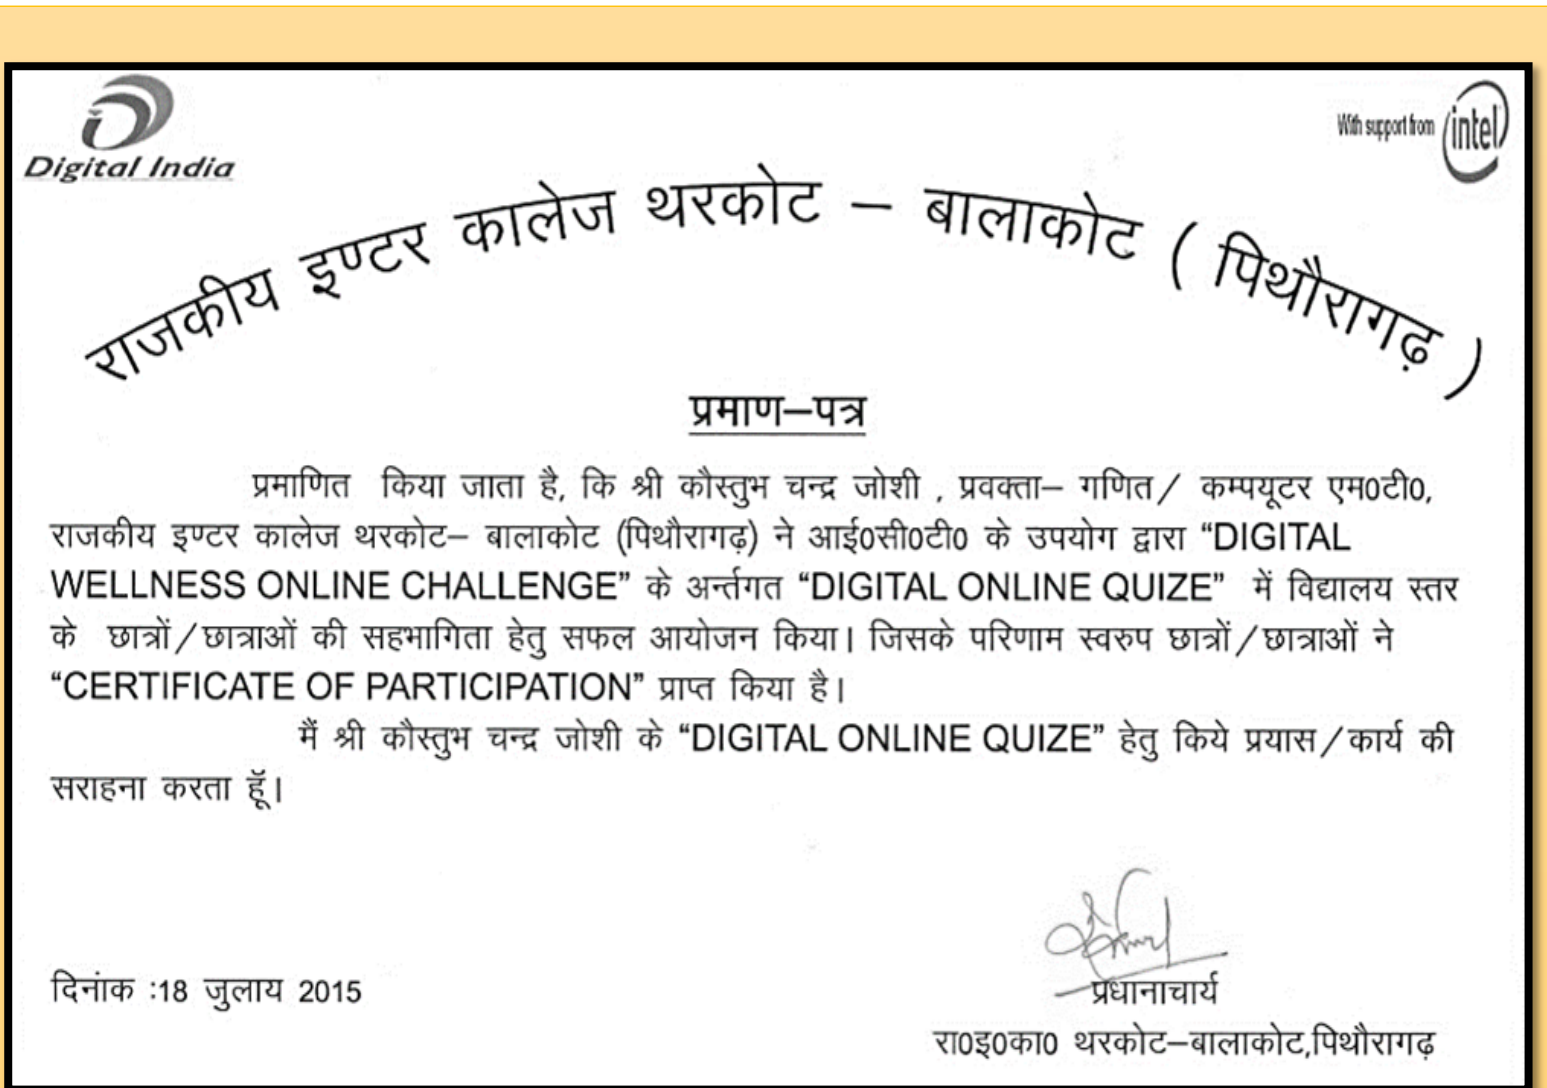 Digital India
With support from intel
राजकीय इण्टर कालेज थरकोट – बालाकोट ( पिथौरागढ़ )
प्रमाण–पत्र
प्रमाणित किया जाता है, कि श्री कौस्तुभ चन्द्र जोशी , प्रवक्ता– गणित/ कम्पयूटर एम0टी0,
राजकीय इण्टर कालेज थरकोट– बालाकोट (पिथौरागढ़) ने आई0सी0टी0 के उपयोग द्वारा “DIGITAL
WELLNESS ONLINE CHALLENGE” के अर्न्तगत “DIGITAL ONLINE QUIZE” में विद्यालय स्तर
के छात्रों/छात्राओं की सहभागिता हेतु सफल आयोजन किया। जिसके परिणाम स्वरुप छात्रों/छात्राओं ने
“CERTIFICATE OF PARTICIPATION” प्राप्त किया है।
मैं श्री कौस्तुभ चन्द्र जोशी के “DIGITAL ONLINE QUIZE” हेतु किये प्रयास/कार्य की
सराहना करता हूॅ।
दिनांक :18 जुलाय 2015
प्रधानाचार्य
रा0इ0का0 थरकोट–बालाकोट,पिथौरागढ़